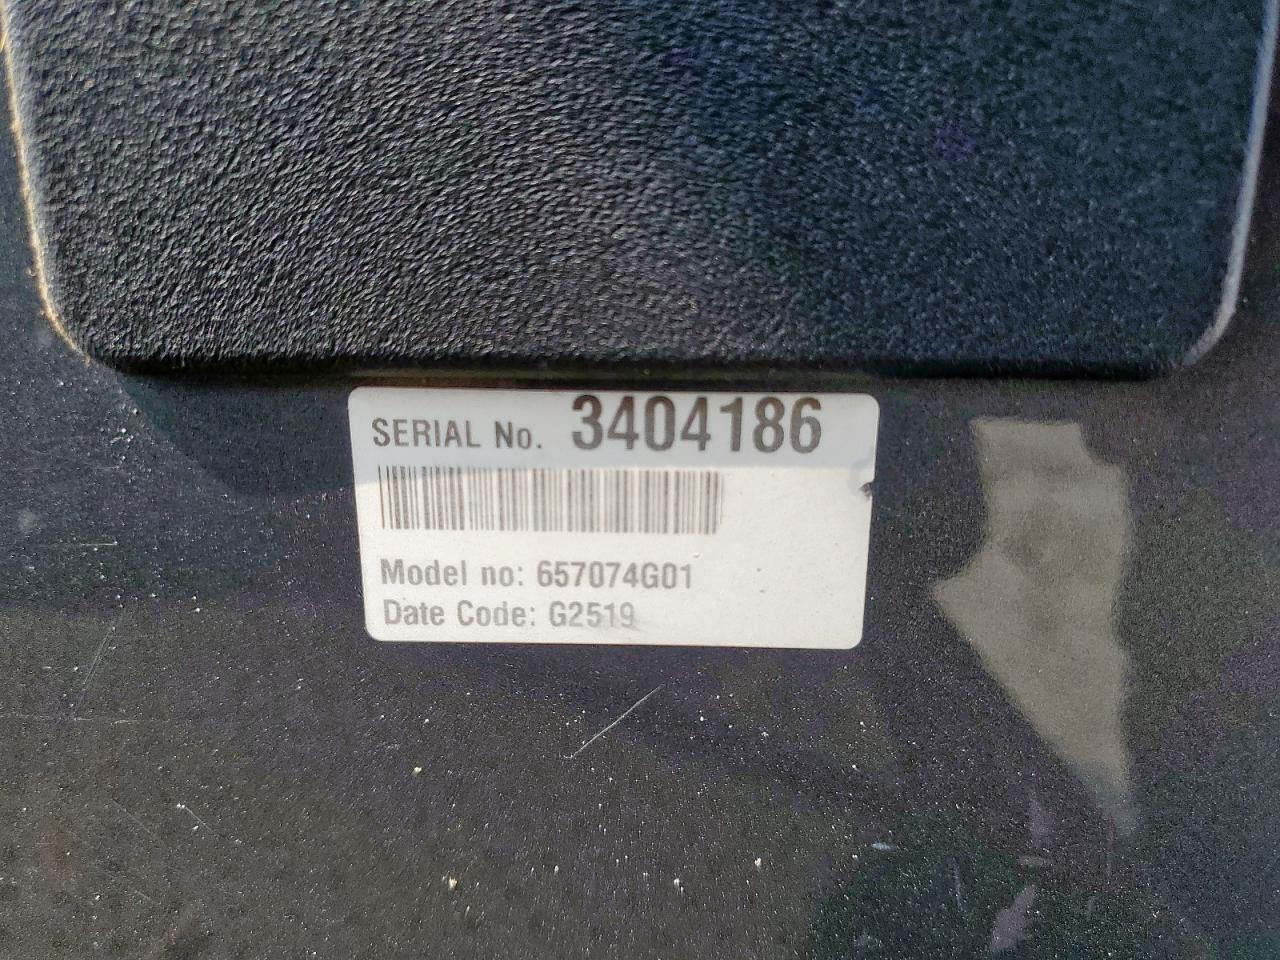 SERIAL No. 3404186
Model no: 657074G01
Date Code: G2519